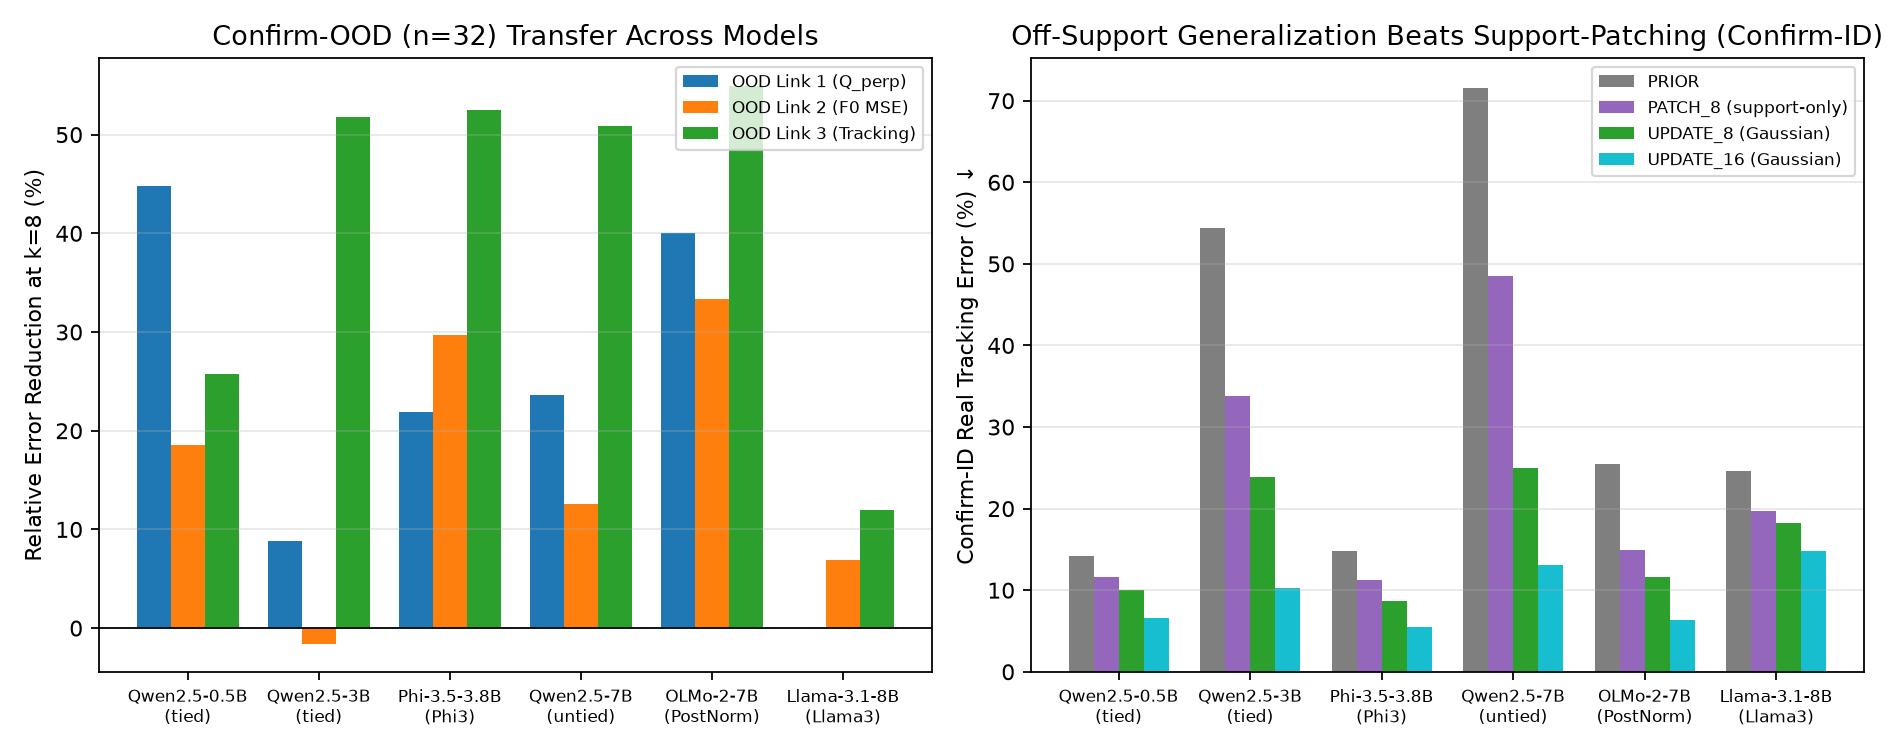 Confirm-OOD (n=32) Transfer Across Models
Relative Error Reduction at k=8 (%)
50
40
30
20
10
0
OOD Link 1 (Q_perp)
OOD Link 2 (F0 MSE)
OOD Link 3 (Tracking)
Qwen2.5-0.5B
(tied)
Qwen2.5-3B
(tied)
Phi-3.5-3.8B
(Phi3)
Qwen2.5-7B
(untied)
OLMo-2-7B
(PostNorm)
Llama-3.1-8B
(Llama3)
Off-Support Generalization Beats Support-Patching (Confirm-ID)
Confirm-ID Real Tracking Error (%) ↓
70
60
50
40
30
20
10
0
PRIOR
PATCH_8 (support-only)
UPDATE_8 (Gaussian)
UPDATE_16 (Gaussian)
Qwen2.5-0.5B
(tied)
Qwen2.5-3B
(tied)
Phi-3.5-3.8B
(Phi3)
Qwen2.5-7B
(untied)
OLMo-2-7B
(PostNorm)
Llama-3.1-8B
(Llama3)